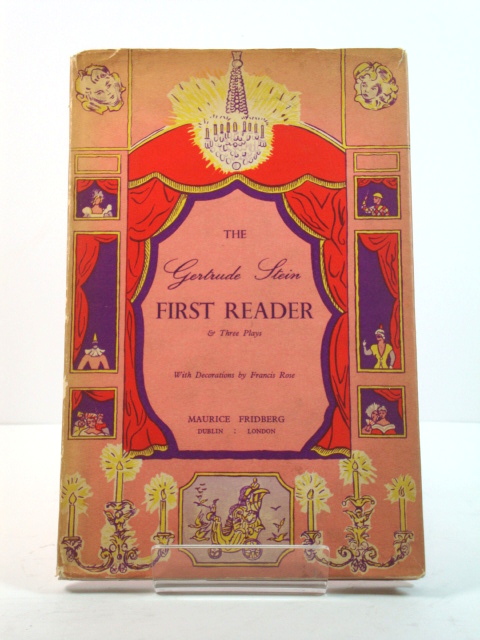 THE
Gertrude Stein
FIRST READER
& Three Plays
With Decorations by Francis Rose
MAURICE FRIDBERG
DUBLIN : LONDON